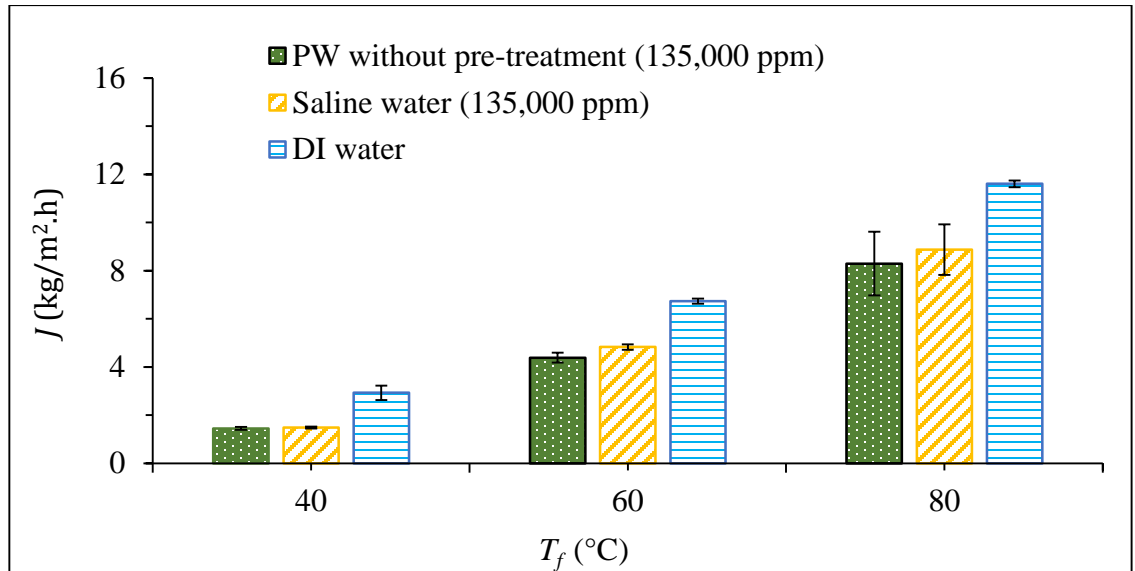 PW without pre-treatment (135,000 ppm)
Saline water (135,000 ppm)
DI water
16
12
8
4
0
J (kg/m².h)
40 60 80
T_f (°C)